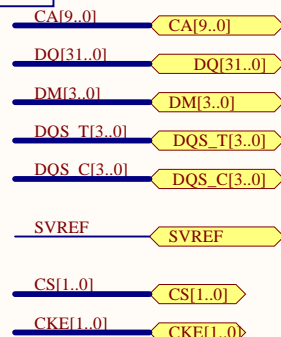 CA[9..0] CA[9..0]
DQ[31..0] DQ[31..0]
DM[3..0] DM[3..0]
DQS_T[3..0] DQS_T[3..0]
DQS_C[3..0] DQS_C[3..0]
SVREF SVREF
CS[1..0] CS[1..0]
CKE[1..0] CKE[1..0]